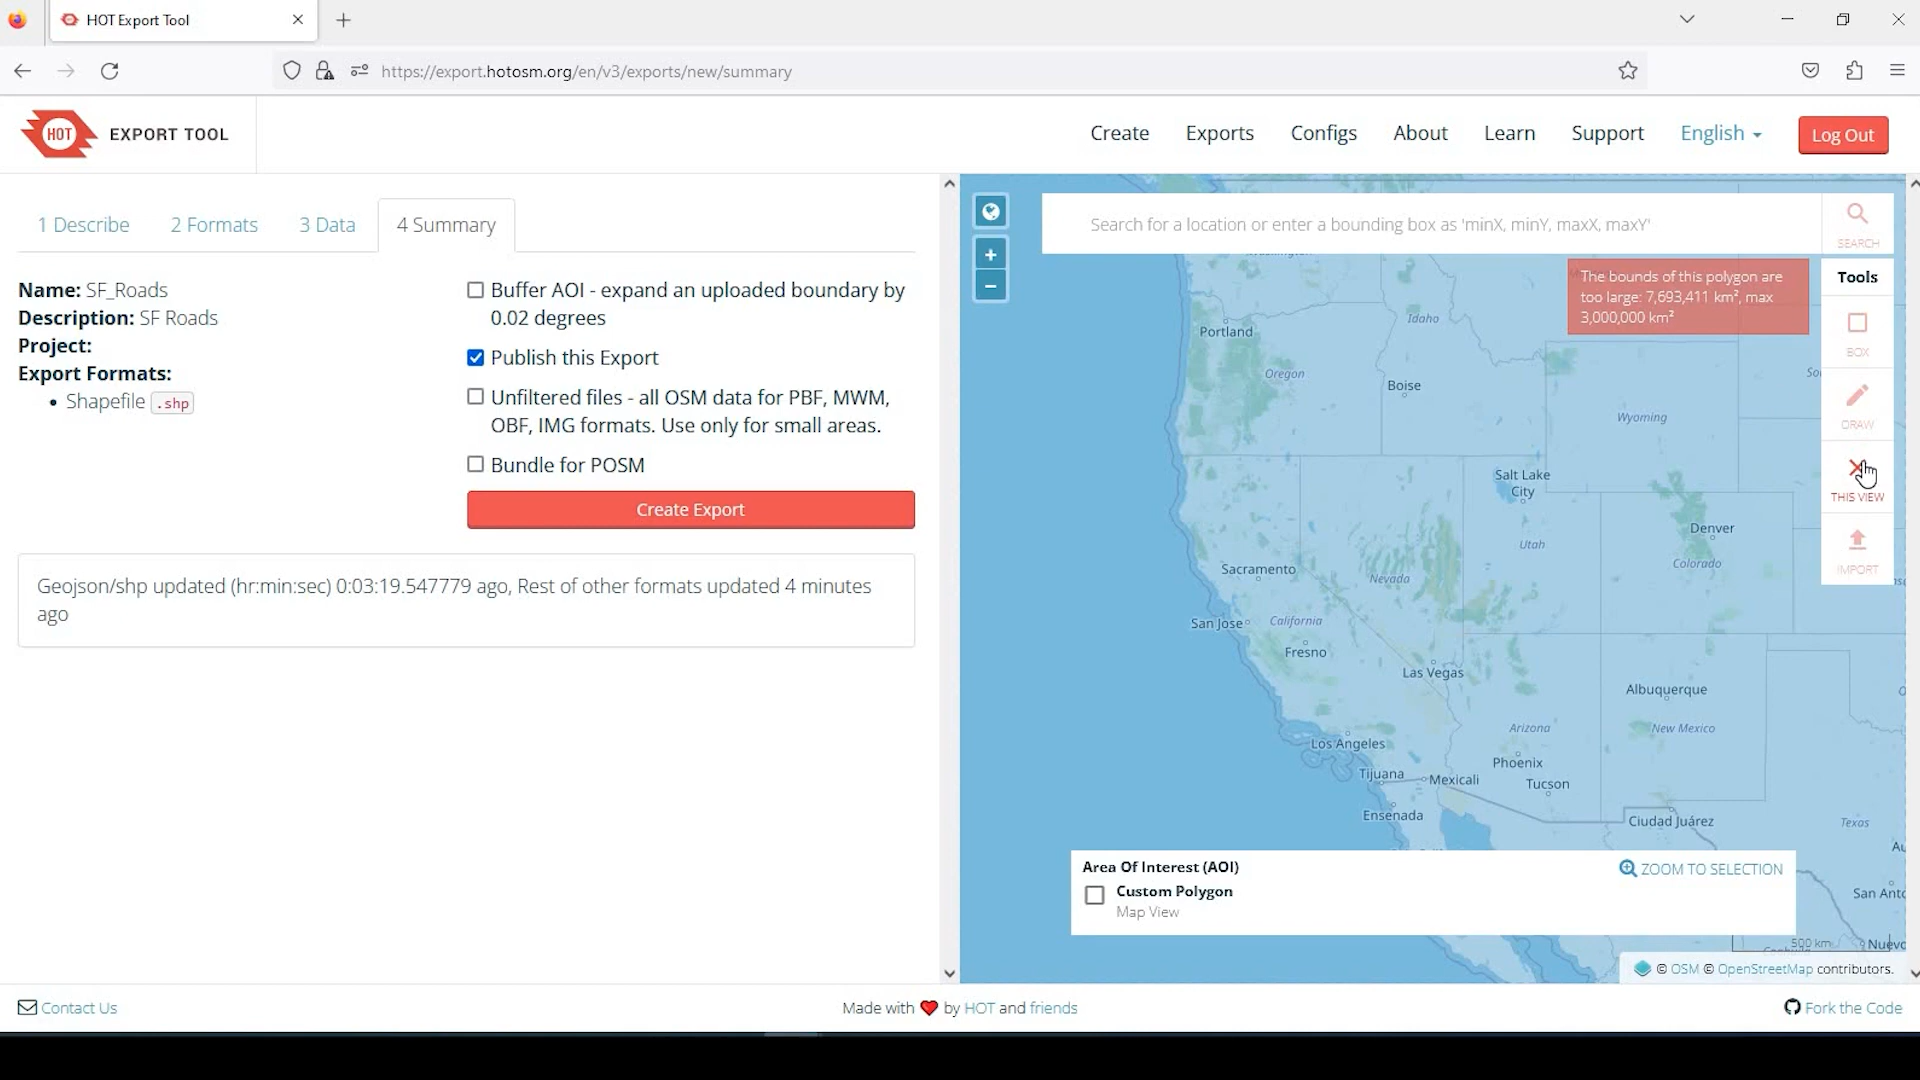 HOT Export Tool
https://export.hotosm.org/en/v3/exports/new/summary
HOT
EXPORT TOOL
Create
Exports
Configs
About
Learn
Support
English
Log Out
1 Describe
2 Formats
3 Data
4 Summary
Name: SF_Roads
Description: SF Roads
Project:
Export Formats:
Shapefile .shp
Buffer AOI - expand an uploaded boundary by
0.02 degrees
Publish this Export
Unfiltered files - all OSM data for PBF, MWM,
OBF, IMG formats. Use only for small areas.
Bundle for POSM
Create Export
Geojson/shp updated (hr:min:sec) 0:03:19.547779 ago, Rest of other formats updated 4 minutes
ago
+
−
Search for a location or enter a bounding box as 'minX, minY, maxX, maxY'
SEARCH
The bounds of this polygon are
too large: 7,693,411 km², max
3,000,000 km²
Tools
BOX
DRAW
THIS VIEW
IMPORT
Portland
Idaho
Oregon
Boise
Wyoming
Salt Lake
City
Denver
Utah
Colorado
Sacramento
Nevada
San Jose
California
Fresno
Las Vegas
Albuquerque
Arizona
New Mexico
Los Angeles
Phoenix
Tijuana
Mexicali
Tucson
Ensenada
Ciudad Juárez
Texas
Area Of Interest (AOI)
ZOOM TO SELECTION
Custom Polygon
Map View
500 km
© OSM © OpenStreetMap contributors.
Contact Us
Made with ❤ by HOT and friends
Fork the Code